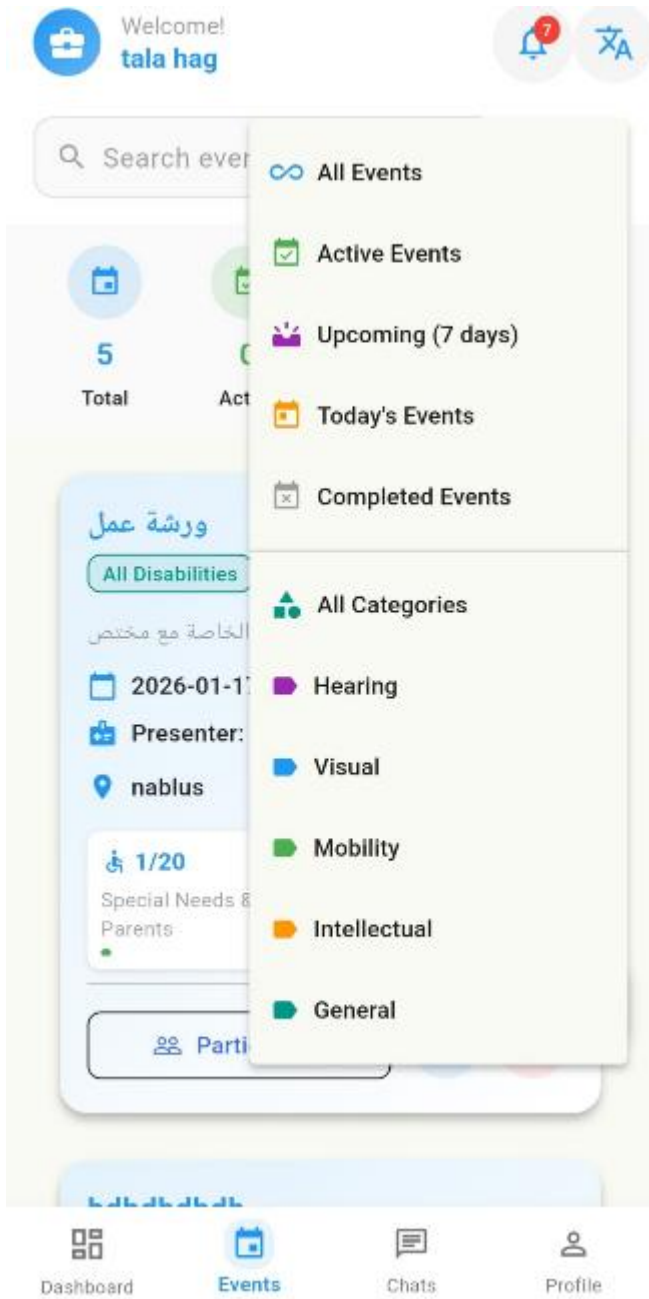 Welcome!
tala hag
7
Search even
All Events
Active Events
Upcoming (7 days)
Today's Events
Completed Events
All Categories
Hearing
Visual
Mobility
Intellectual
General
5
Total
Act
ورشة عمل
All Disabilities
الخاصة مع مختص
2026-01-17
Presenter:
nablus
1/20
Special Needs &
Parents
Parti
Dashboard
Events
Chats
Profile